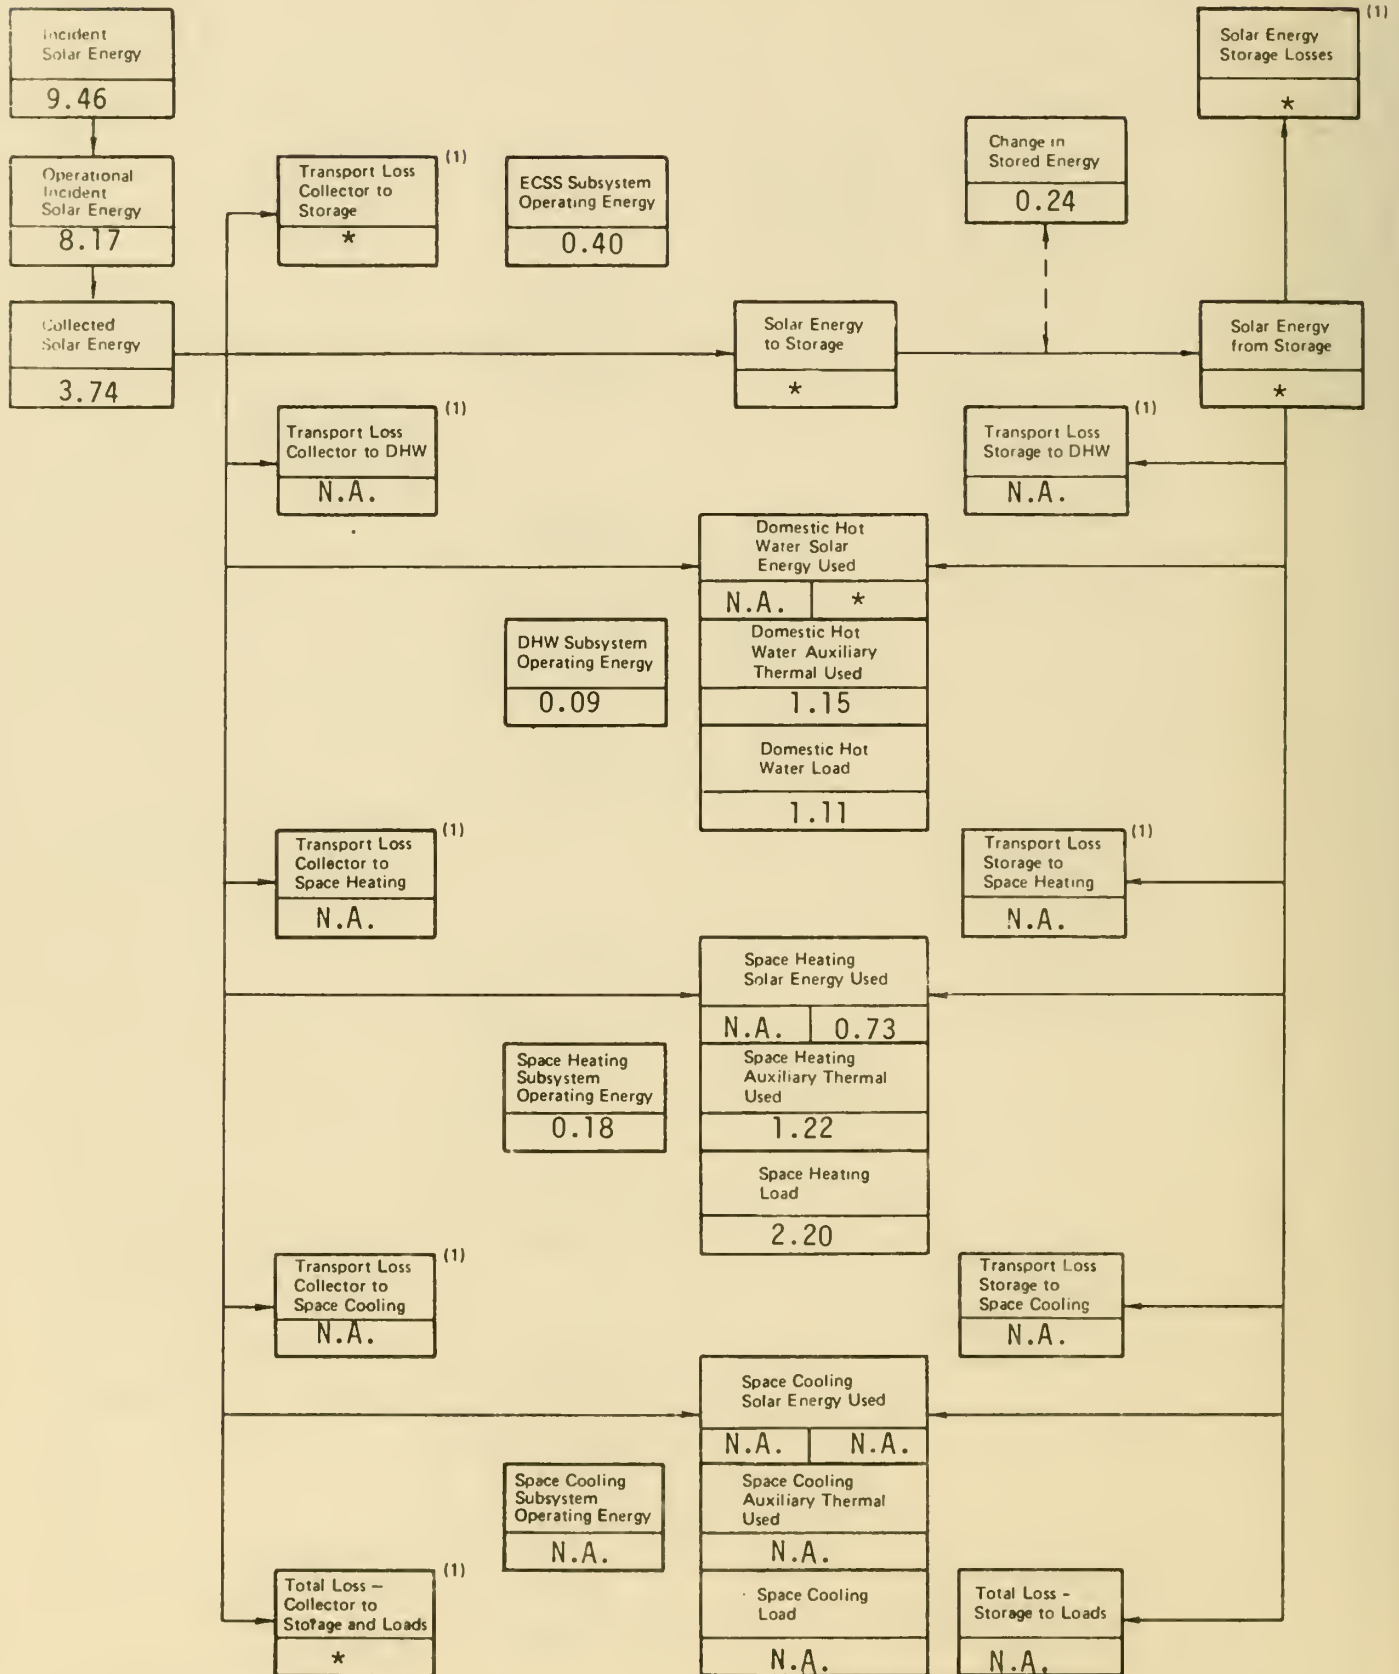 Incident
Solar Energy
9.46
(1)
Solar Energy
Storage Losses
*
Operational
Incident
Solar Energy
8.17
(1)
Transport Loss
Collector to
Storage
*
ECSS Subsystem
Operating Energy
0.40
Change in
Stored Energy
0.24
Collected
Solar Energy
3.74
Solar Energy
to Storage
*
Solar Energy
from Storage
*
(1)
Transport Loss
Collector to DHW
N.A.
(1)
Transport Loss
Storage to DHW
N.A.
Domestic Hot
Water Solar
Energy Used
N.A. *
DHW Subsystem
Operating Energy
0.09
Domestic Hot
Water Auxiliary
Thermal Used
1.15
Domestic Hot
Water Load
1.11
(1)
Transport Loss
Collector to
Space Heating
N.A.
(1)
Transport Loss
Storage to
Space Heating
N.A.
Space Heating
Solar Energy Used
N.A. 0.73
Space Heating
Subsystem
Operating Energy
0.18
Space Heating
Auxiliary Thermal
Used
1.22
Space Heating
Load
2.20
(1)
Transport Loss
Collector to
Space Cooling
N.A.
Transport Loss
Storage to
Space Cooling
N.A.
Space Cooling
Solar Energy Used
N.A. N.A.
Space Cooling
Subsystem
Operating Energy
N.A.
Space Cooling
Auxiliary Thermal
Used
N.A.
Space Cooling
Load
N.A.
(1)
Total Loss –
Collector to
Storage and Loads
*
Total Loss -
Storage to Loads
N.A.